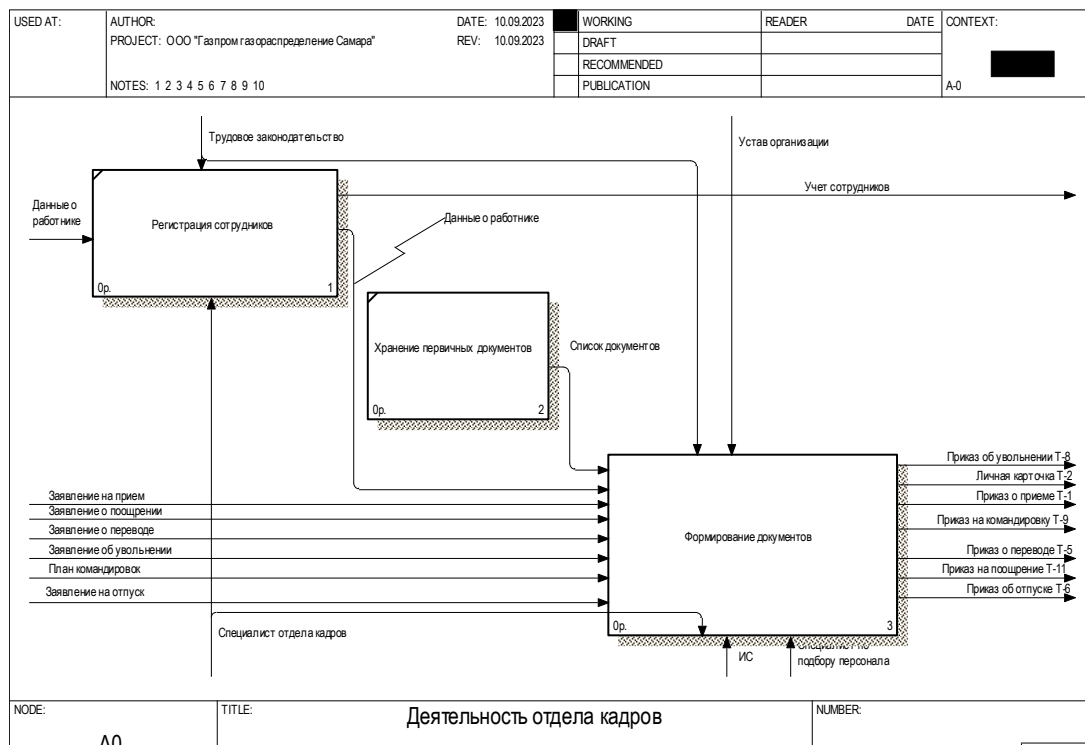 USED AT:
AUTHOR:
DATE: 10.09.2023
WORKING
READER
DATE
CONTEXT:
PROJECT: ООО "Газпром газораспределение Самара"
REV: 10.09.2023
DRAFT
RECOMMENDED
NOTES: 1 2 3 4 5 6 7 8 9 10
PUBLICATION
A-0
Трудовое законодательство
Устав организации
Данные о
работнике
Регистрация сотрудников
0р.
1
Учет сотрудников
Данные о работнике
Хранение первичных документов
0р.
2
Список документов
Заявление на прием
Заявление о поощрении
Заявление о переводе
Заявление об увольнении
План командировок
Заявление на отпуск
Формирование документов
0р.
3
Приказ об увольнении Т-8
Личная карточка Т-2
Приказ о приеме Т-1
Приказ на командировку Т-9
Приказ о переводе Т-5
Приказ на поощрение Т-11
Приказ об отпуске Т-6
Специалист отдела кадров
ИС
Специалист по
подбору персонала
NODE:
TITLE:
Деятельность отдела кадров
NUMBER:
A0